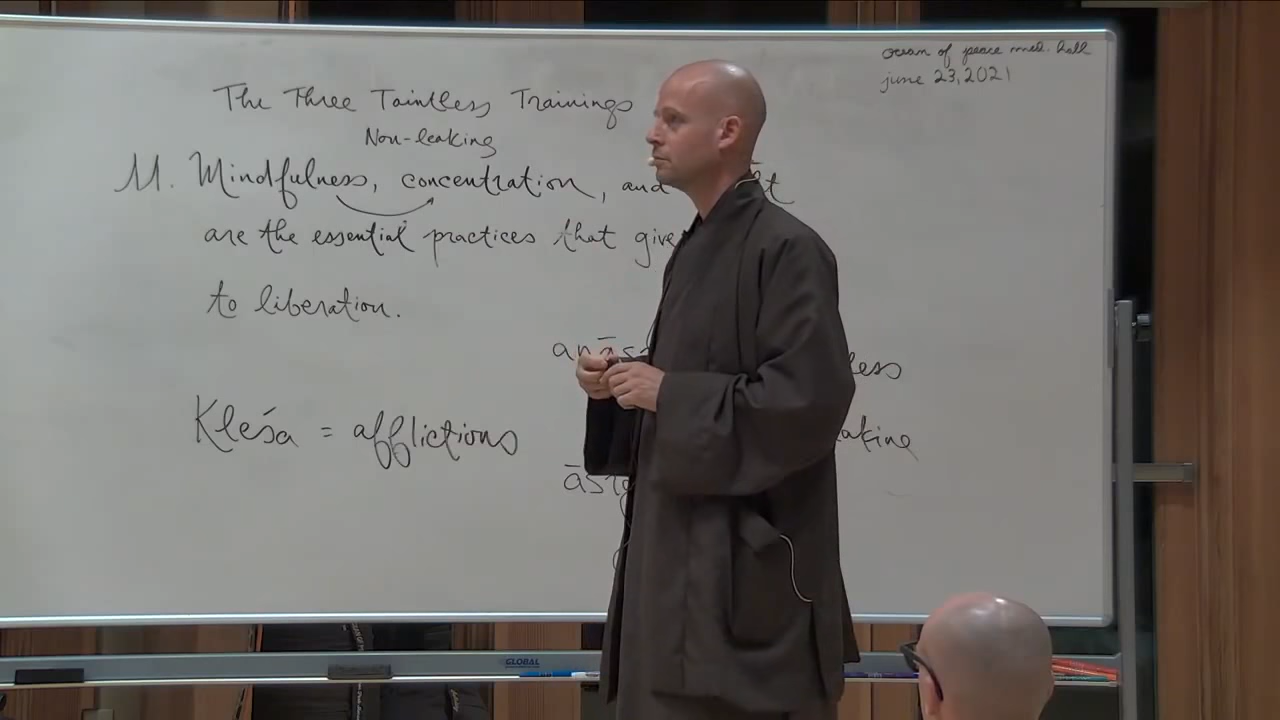 ocean of peace med. hall
june 23, 2021
The Three Taintless Trainings
Non-leaking
M. Mindfulness, concentration, and
are the essential practices that give
to liberation.
Kleśa = afflictions
GLOBAL